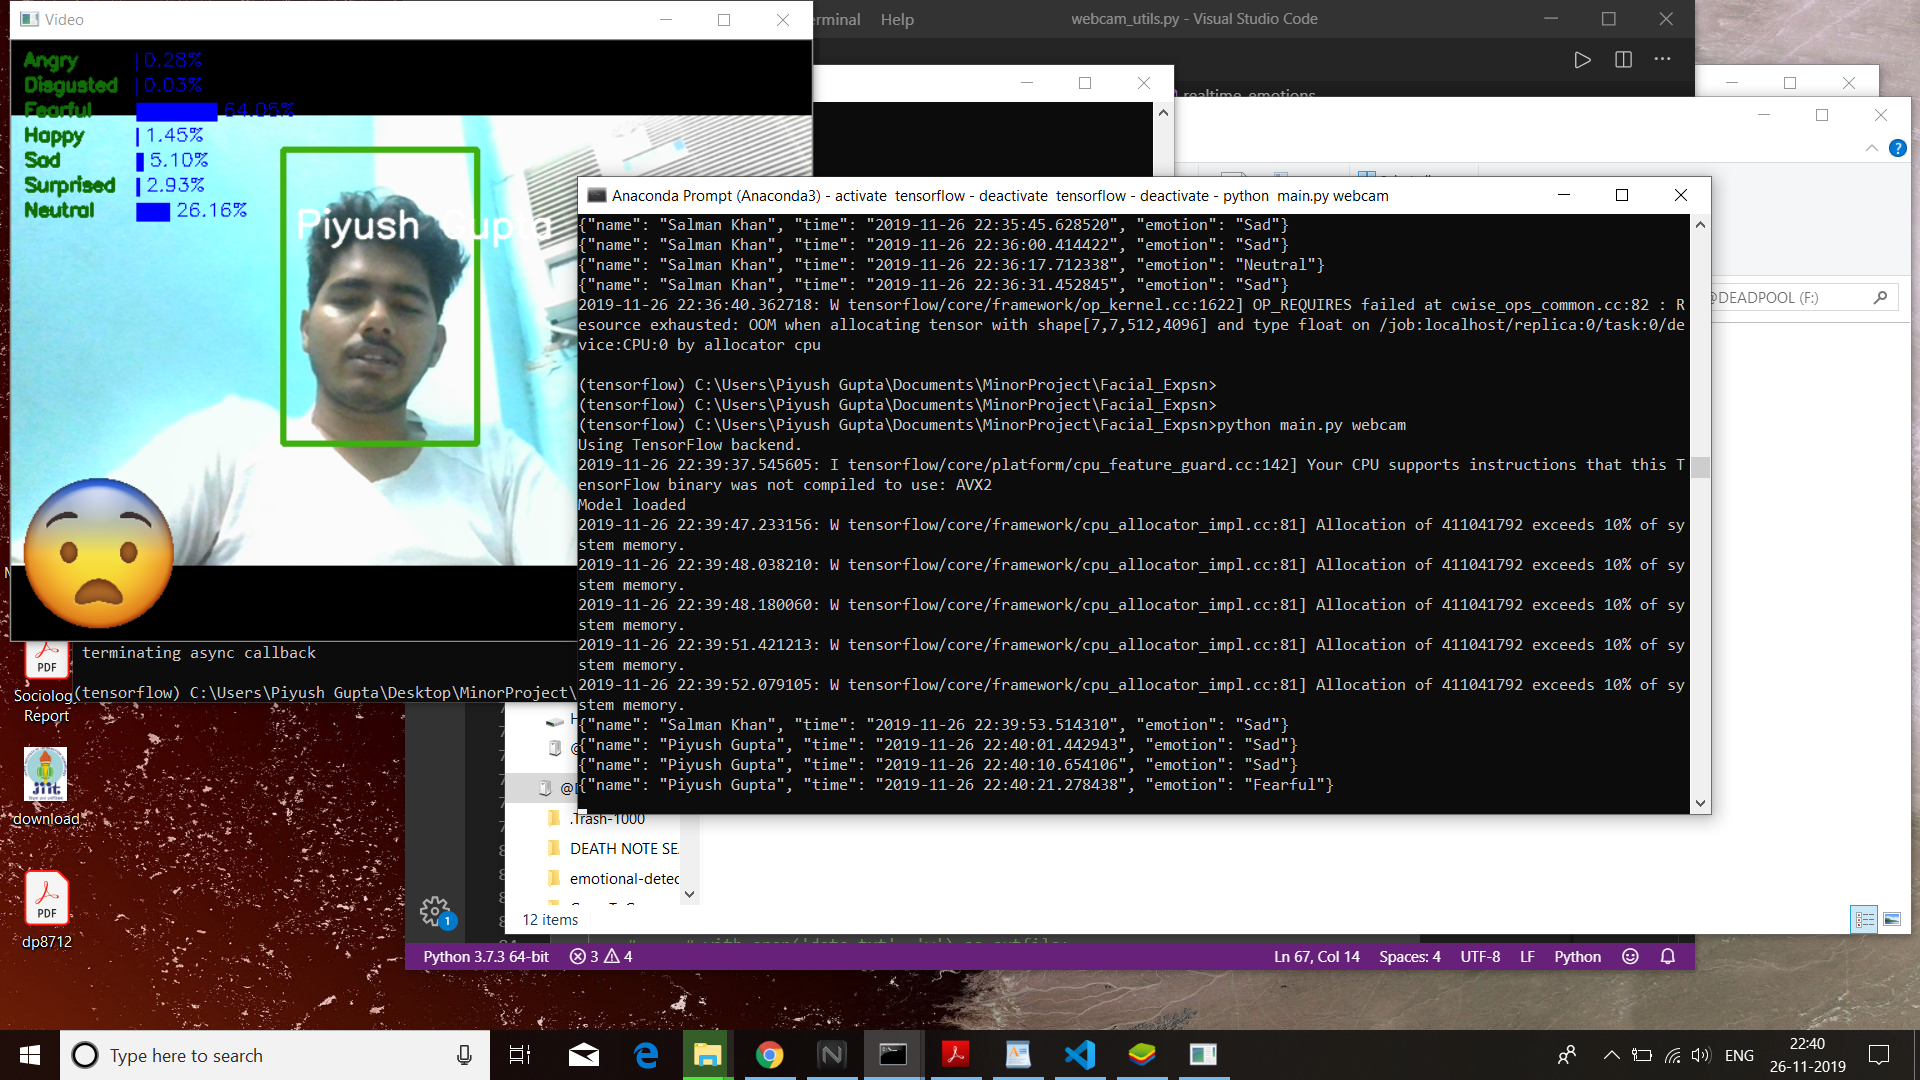 Video
Angry 0.28%
Disgusted 0.03%
Fearful 64.05%
Happy 1.45%
Sad 5.10%
Surprised 2.93%
Neutral 26.16%
Piyush Gupta
Help
webcam_utils.py - Visual Studio Code
realtime_emotions
@DEADPOOL (F:)
Anaconda Prompt (Anaconda3) - activate  tensorflow - deactivate  tensorflow - deactivate - python  main.py webcam
{"name": "Salman Khan", "time": "2019-11-26 22:35:45.628520", "emotion": "Sad"}
{"name": "Salman Khan", "time": "2019-11-26 22:36:00.414422", "emotion": "Sad"}
{"name": "Salman Khan", "time": "2019-11-26 22:36:17.712338", "emotion": "Neutral"}
{"name": "Salman Khan", "time": "2019-11-26 22:36:31.452845", "emotion": "Sad"}
2019-11-26 22:36:40.362718: W tensorflow/core/framework/op_kernel.cc:1622] OP_REQUIRES failed at cwise_ops_common.cc:82 : R
esource exhausted: OOM when allocating tensor with shape[7,7,512,4096] and type float on /job:localhost/replica:0/task:0/de
vice:CPU:0 by allocator cpu
(tensorflow) C:\Users\Piyush Gupta\Documents\MinorProject\Facial_Expsn>
(tensorflow) C:\Users\Piyush Gupta\Documents\MinorProject\Facial_Expsn>
(tensorflow) C:\Users\Piyush Gupta\Documents\MinorProject\Facial_Expsn>python main.py webcam
Using TensorFlow backend.
2019-11-26 22:39:37.545605: I tensorflow/core/platform/cpu_feature_guard.cc:142] Your CPU supports instructions that this T
ensorFlow binary was not compiled to use: AVX2
Model loaded
2019-11-26 22:39:47.233156: W tensorflow/core/framework/cpu_allocator_impl.cc:81] Allocation of 411041792 exceeds 10% of sy
stem memory.
2019-11-26 22:39:48.038210: W tensorflow/core/framework/cpu_allocator_impl.cc:81] Allocation of 411041792 exceeds 10% of sy
stem memory.
2019-11-26 22:39:48.180060: W tensorflow/core/framework/cpu_allocator_impl.cc:81] Allocation of 411041792 exceeds 10% of sy
stem memory.
2019-11-26 22:39:51.421213: W tensorflow/core/framework/cpu_allocator_impl.cc:81] Allocation of 411041792 exceeds 10% of sy
stem memory.
2019-11-26 22:39:52.079105: W tensorflow/core/framework/cpu_allocator_impl.cc:81] Allocation of 411041792 exceeds 10% of sy
stem memory.
{"name": "Salman Khan", "time": "2019-11-26 22:39:53.514310", "emotion": "Sad"}
{"name": "Piyush Gupta", "time": "2019-11-26 22:40:01.442943", "emotion": "Sad"}
{"name": "Piyush Gupta", "time": "2019-11-26 22:40:10.654106", "emotion": "Sad"}
{"name": "Piyush Gupta", "time": "2019-11-26 22:40:21.278438", "emotion": "Fearful"}
terminating async callback
(tensorflow) C:\Users\Piyush Gupta\Desktop\MinorProject\
PDF
Sociolog
Report
download
PDF
dp8712
.Trash-1000
DEATH NOTE SE
emotional-detec
12 items
1
Python 3.7.3 64-bit 3 4 Ln 67, Col 14 Spaces: 4 UTF-8 LF Python
Type here to search
ENG
22:40
26-11-2019